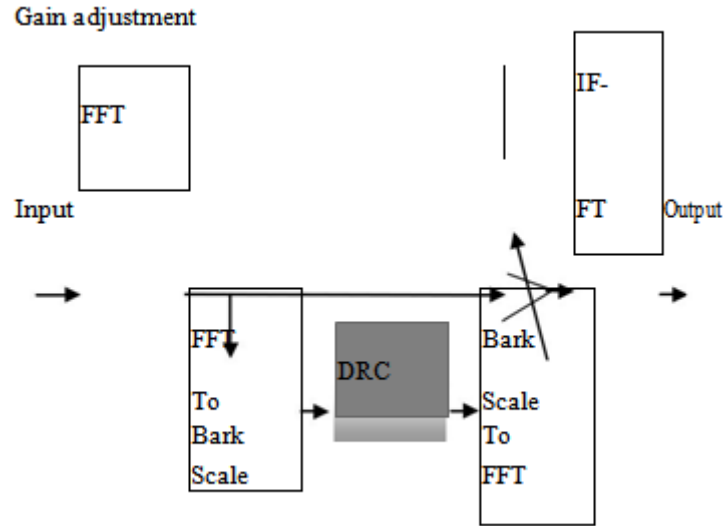 Gain adjustment
FFT
IF-
Input
FT
Output
FFT
To
Bark
Scale
DRC
Bark
Scale
To
FFT